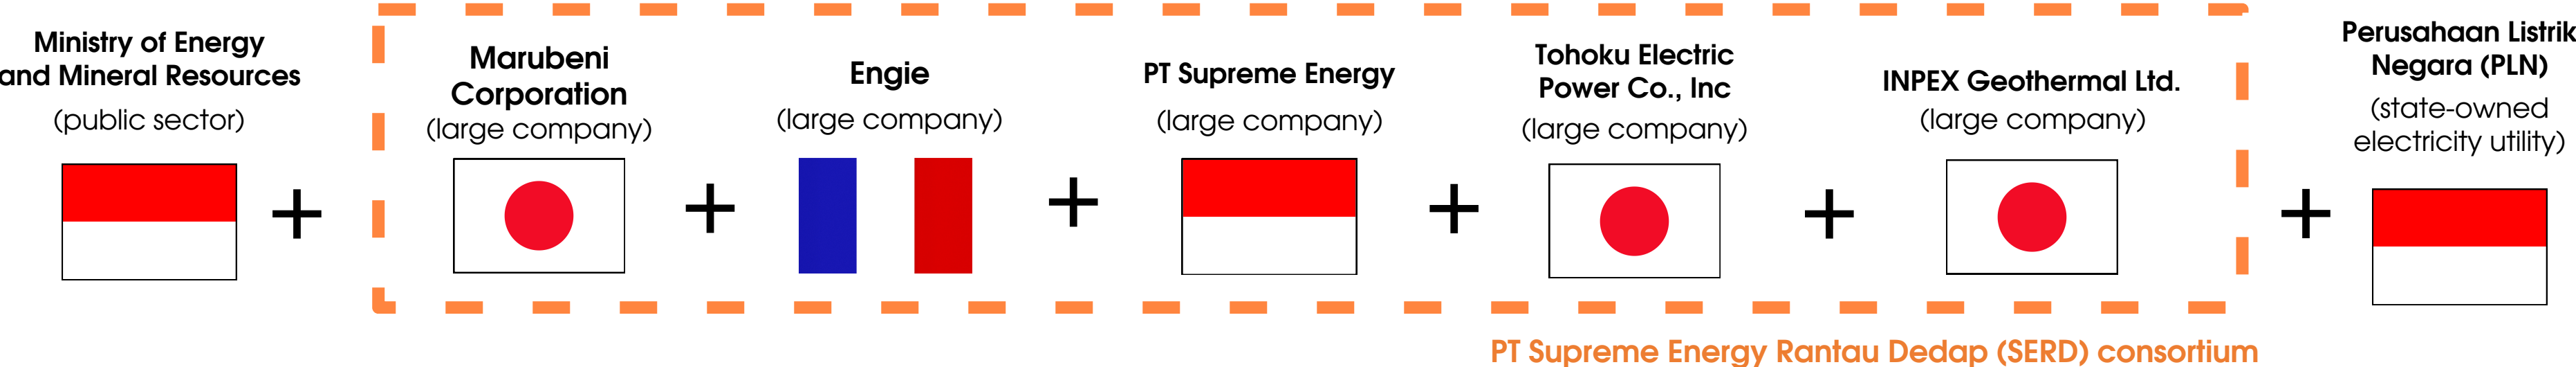 Ministry of Energy
and Mineral Resources
(public sector)
+
Marubeni
Corporation
(large company)
+
Engie
(large company)
+
PT Supreme Energy
(large company)
+
Tohoku Electric
Power Co., Inc
(large company)
+
INPEX Geothermal Ltd.
(large company)
+
Perusahaan Listrik
Negara (PLN)
(state-owned
electricity utility)
PT Supreme Energy Rantau Dedap (SERD) consortium